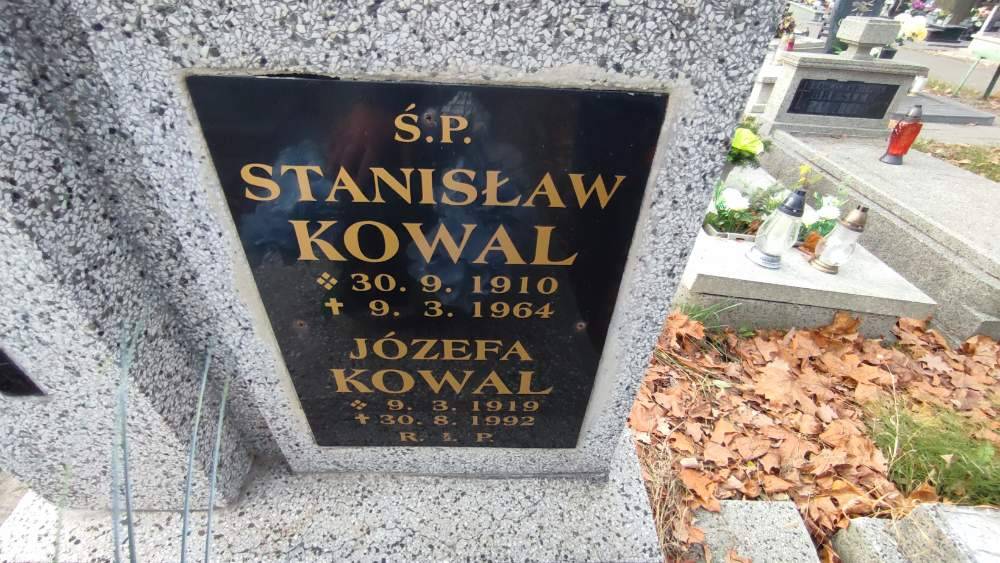 Ś.P.
STANISŁAW
KOWAL
❖ 30. 9. 1910
✝ 9. 3. 1964
JÓZEFA
KOWAL
❖ 9. 3. 1919
✝ 30. 8. 1992
R. I. P.